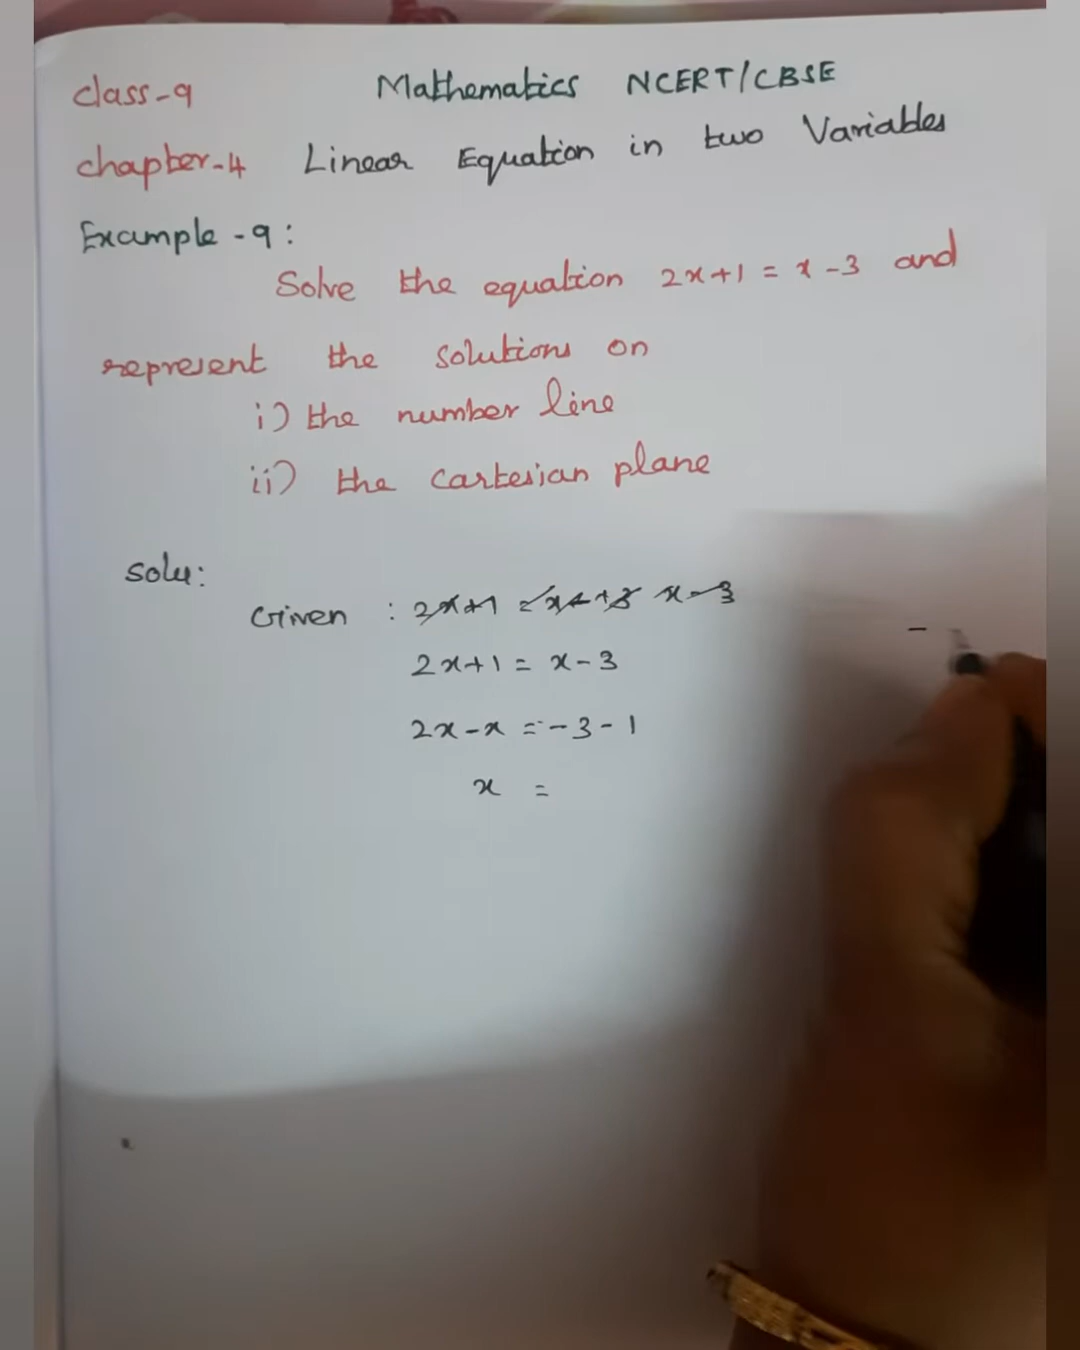 class-9 Mathematics NCERT/CBSE
chapter-4 Linear Equation in two Variables
Example-9:
Solve the equation 2x+1 = x-3 and
represent the solutions on
i) the number line
ii) the cartesian plane
Solu:
Given :
2x+1 = x-3
2x-x = -3-1
x =
-